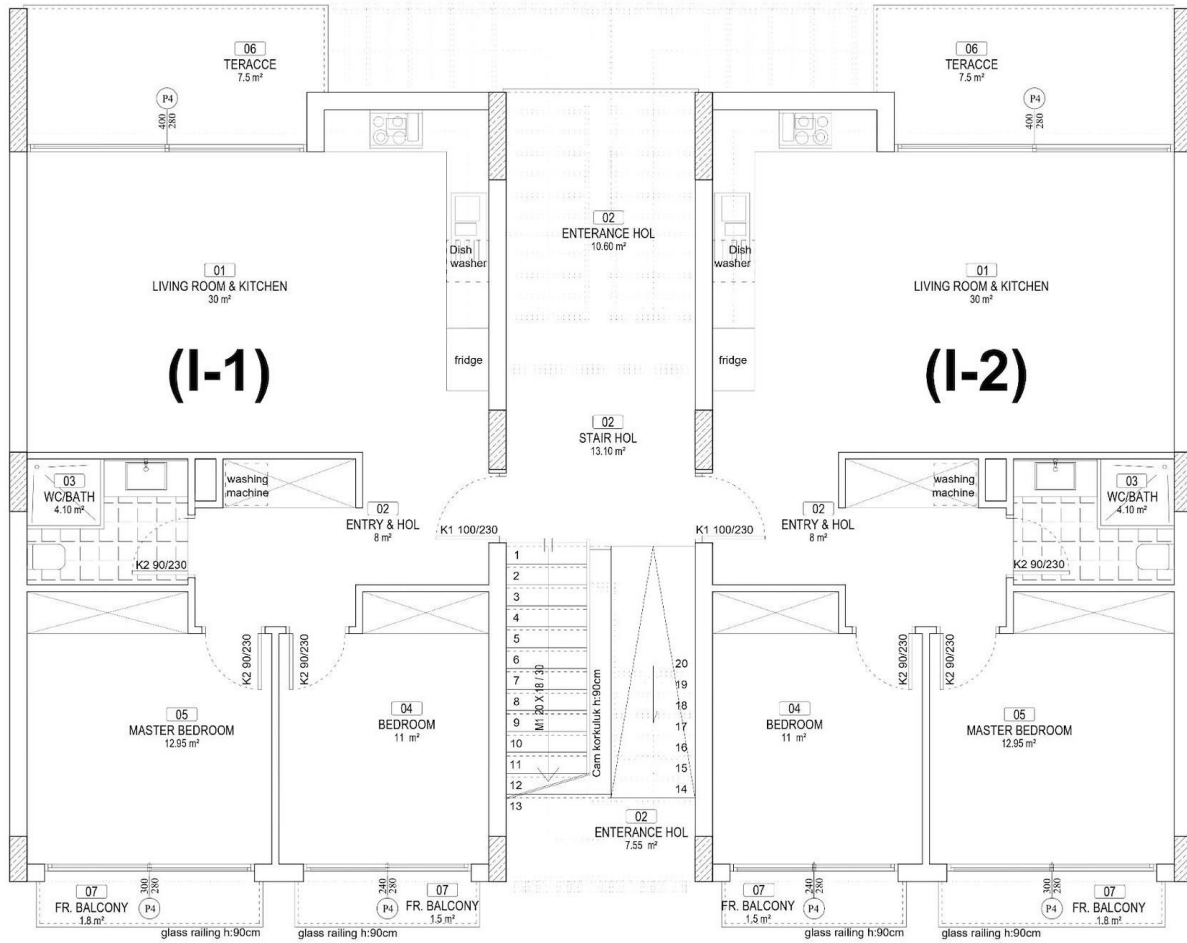 06
TERACCE
7.5 m²
P4
400
280
06
TERACCE
7.5 m²
P4
400
280
02
ENTERANCE HOL
10.60 m²
Dish
washer
Dish
washer
01
LIVING ROOM & KITCHEN
30 m²
01
LIVING ROOM & KITCHEN
30 m²
fridge
fridge
(I-1)
(I-2)
02
STAIR HOL
13.10 m²
03
WC/BATH
4.10 m²
washing
machine
02
ENTRY & HOL
8 m²
K1 100/230
K1 100/230
02
ENTRY & HOL
8 m²
washing
machine
03
WC/BATH
4.10 m²
K2 90/230
K2 90/230
1
2
3
4
5
6
7
8
9
10
11
12
13
M1 20 X 18 / 30
Cam korkuluk h:90cm
20
19
18
17
16
15
14
K2 90/230
K2 90/230
K2 90/230
K2 90/230
05
MASTER BEDROOM
12.95 m²
04
BEDROOM
11 m²
04
BEDROOM
11 m²
05
MASTER BEDROOM
12.95 m²
02
ENTERANCE HOL
7.55 m²
07
FR. BALCONY
1.8 m²
300
280
P4
240
280
P4
07
FR. BALCONY
1.5 m²
07
FR. BALCONY
1.5 m²
240
280
P4
300
280
P4
07
FR. BALCONY
1.8 m²
glass railing h:90cm
glass railing h:90cm
glass railing h:90cm
glass railing h:90cm